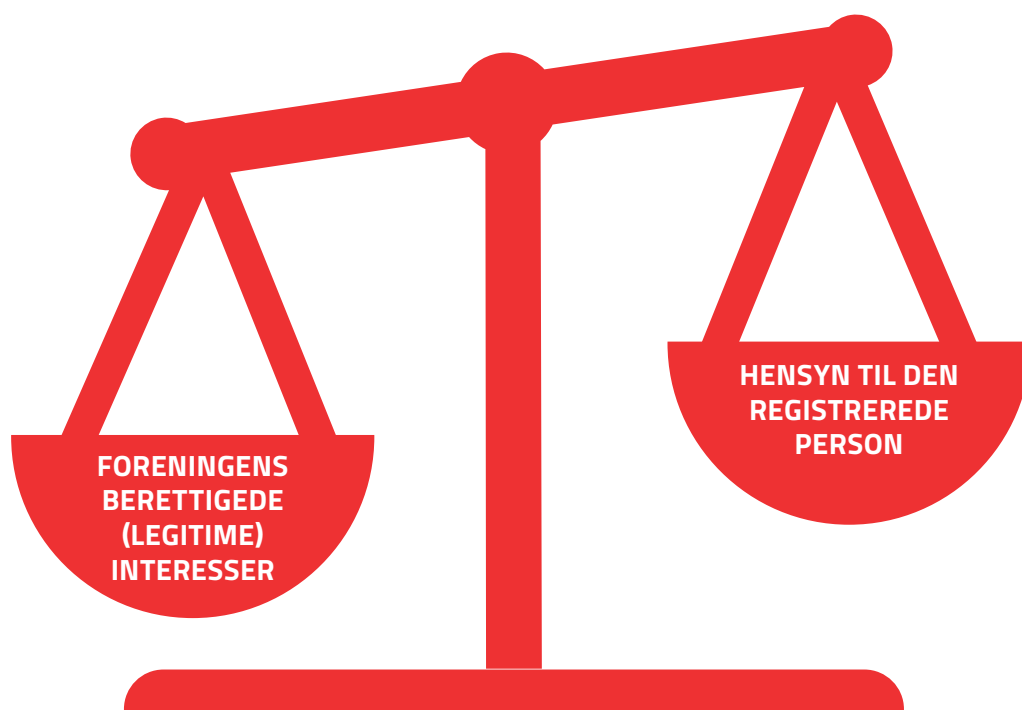 FORENINGENS
BERETTIGEDE
(LEGITIME)
INTERESSER
HENSYN TIL DEN
REGISTREREDE
PERSON